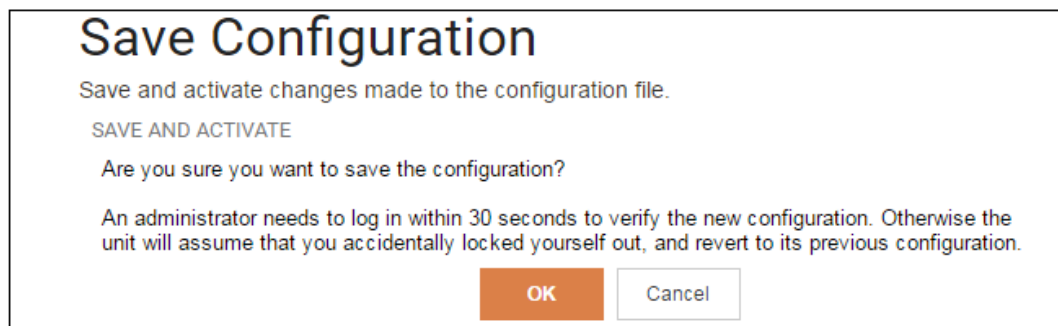 Save Configuration
Save and activate changes made to the configuration file.
SAVE AND ACTIVATE
Are you sure you want to save the configuration?
An administrator needs to log in within 30 seconds to verify the new configuration. Otherwise the
unit will assume that you accidentally locked yourself out, and revert to its previous configuration.
OK Cancel